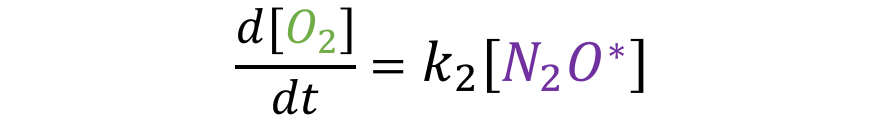 d[O₂]/dt = k₂[N₂O*]